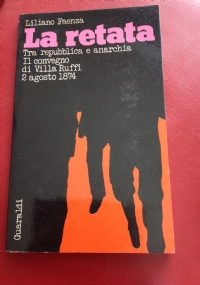 Liliano Faenza
La retata
Tra repubblica e anarchia
Il convegno
di Villa Ruffi
2 agosto 1874
Guaraldi